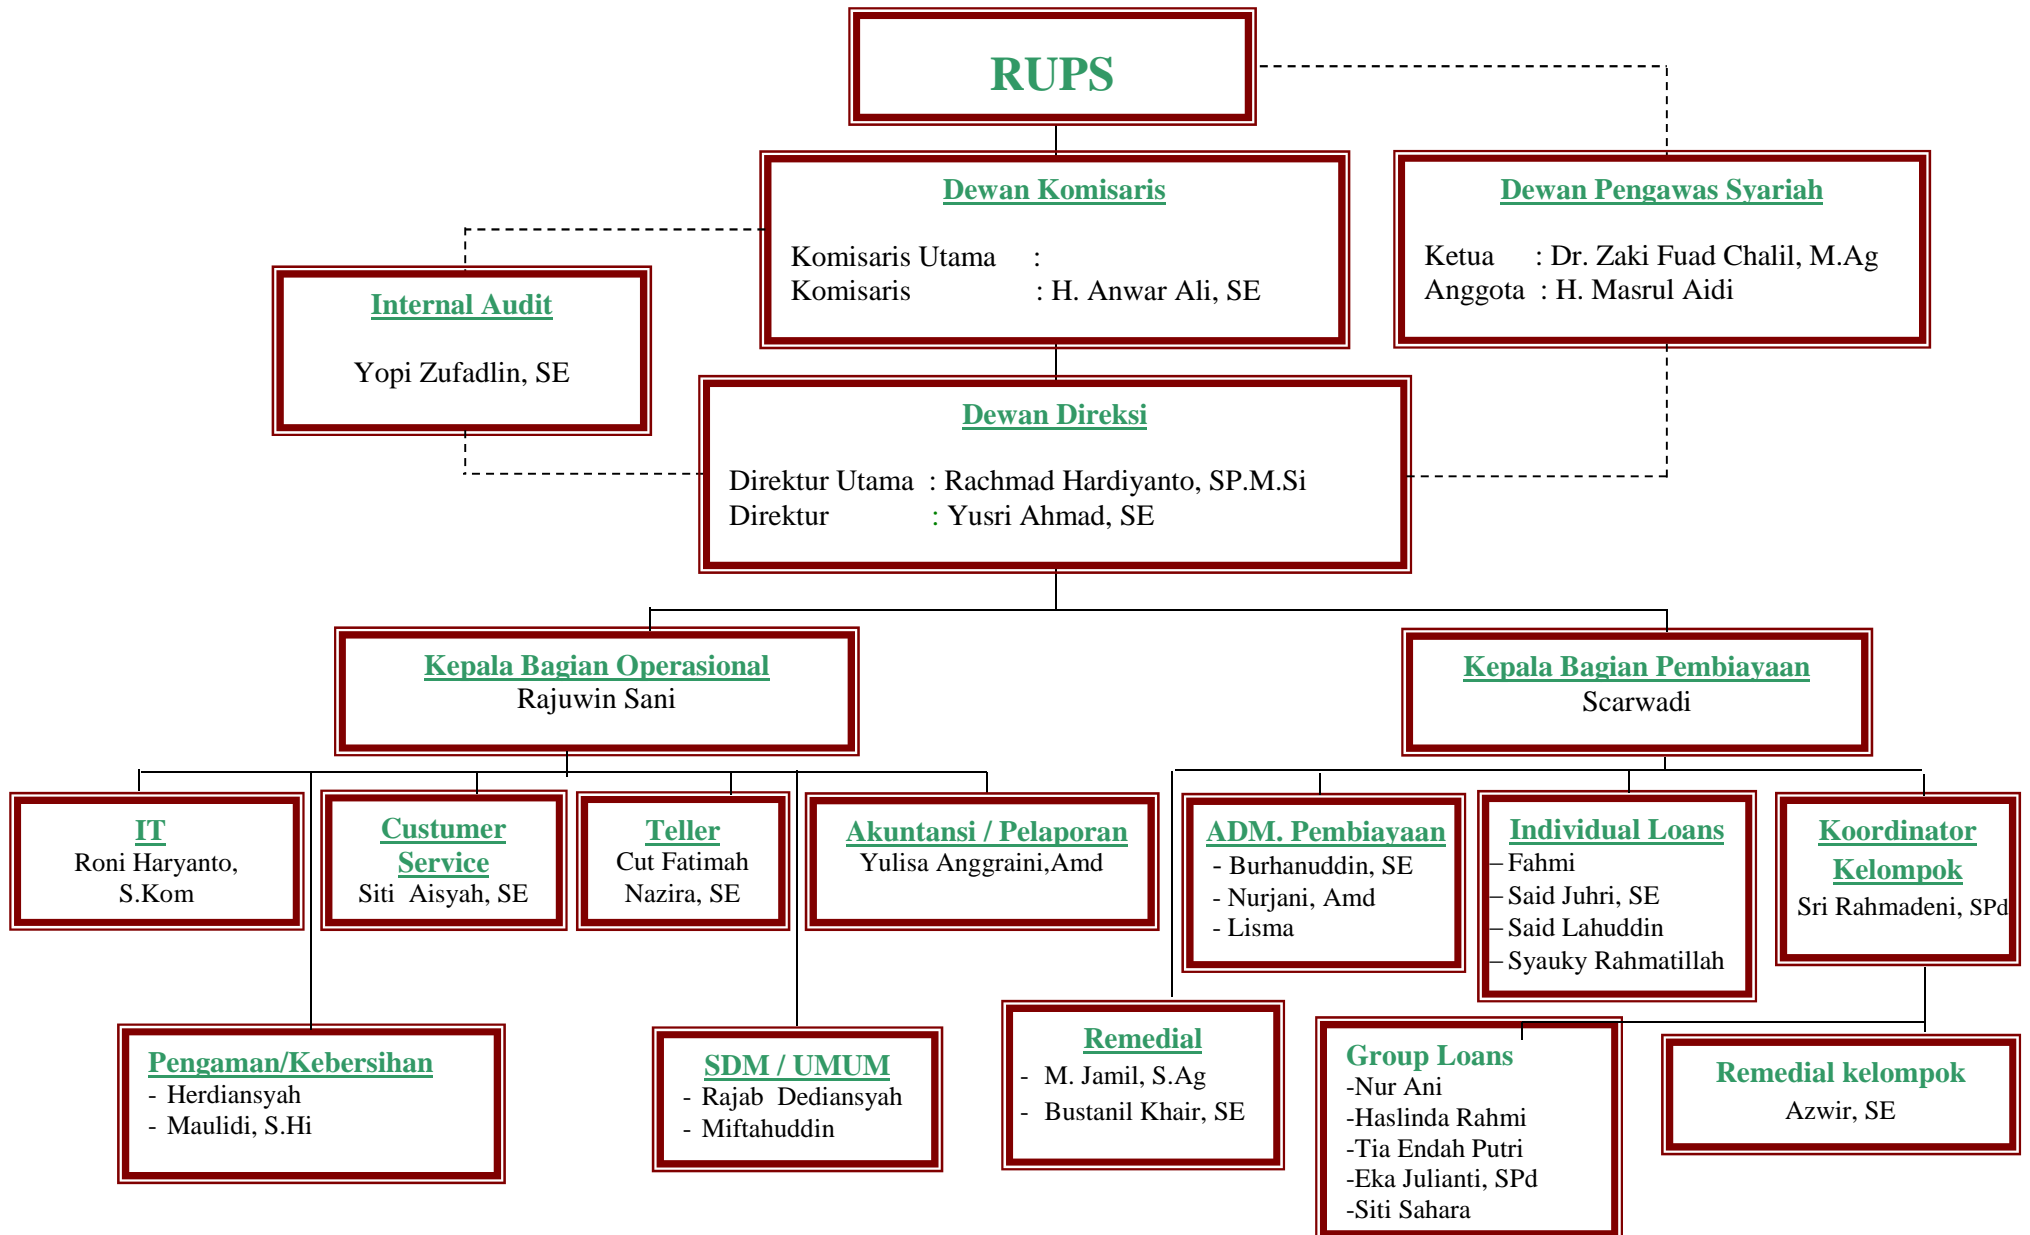 RUPS
Dewan Komisaris
Komisaris Utama :
Komisaris : H. Anwar Ali, SE
Dewan Pengawas Syariah
Ketua : Dr. Zaki Fuad Chalil, M.Ag
Anggota : H. Masrul Aidi
Internal Audit
Yopi Zufadlin, SE
Dewan Direksi
Direktur Utama : Rachmad Hardiyanto, SP.M.Si
Direktur : Yusri Ahmad, SE
Kepala Bagian Operasional
Rajuwin Sani
Kepala Bagian Pembiayaan
Scarwadi
IT
Roni Haryanto,
S.Kom
Custumer
Service
Siti Aisyah, SE
Teller
Cut Fatimah
Nazira, SE
Akuntansi / Pelaporan
Yulisa Anggraini,Amd
ADM. Pembiayaan
- Burhanuddin, SE
- Nurjani, Amd
- Lisma
Individual Loans
– Fahmi
– Said Juhri, SE
– Said Lahuddin
– Syauky Rahmatillah
Koordinator
Kelompok
Sri Rahmadeni, SPd
Pengaman/Kebersihan
- Herdiansyah
- Maulidi, S.Hi
SDM / UMUM
- Rajab Dediansyah
- Miftahuddin
Remedial
- M. Jamil, S.Ag
- Bustanil Khair, SE
Group Loans
-Nur Ani
-Haslinda Rahmi
-Tia Endah Putri
-Eka Julianti, SPd
-Siti Sahara
Remedial kelompok
Azwir, SE